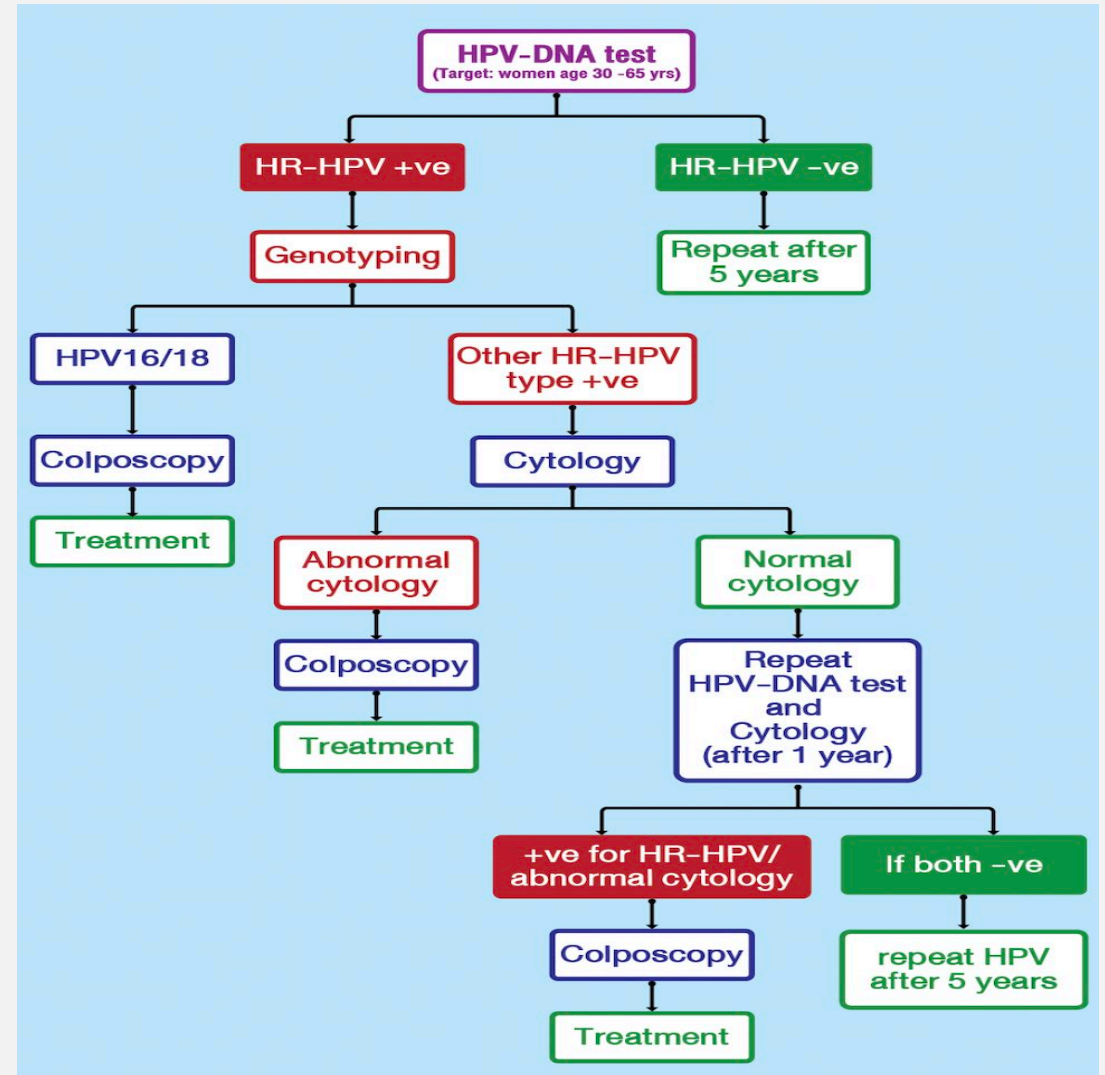 HPV-DNA test
(Target: women age 30 -65 yrs)
HR-HPV +ve
HR-HPV -ve
Genotyping
Repeat after
5 years
HPV16/18
Other HR-HPV
type +ve
Colposcopy
Cytology
Treatment
Abnormal
cytology
Normal
cytology
Colposcopy
Repeat
HPV-DNA test
and
Cytology
(after 1 year)
Treatment
+ve for HR-HPV/
abnormal cytology
If both -ve
Colposcopy
repeat HPV
after 5 years
Treatment